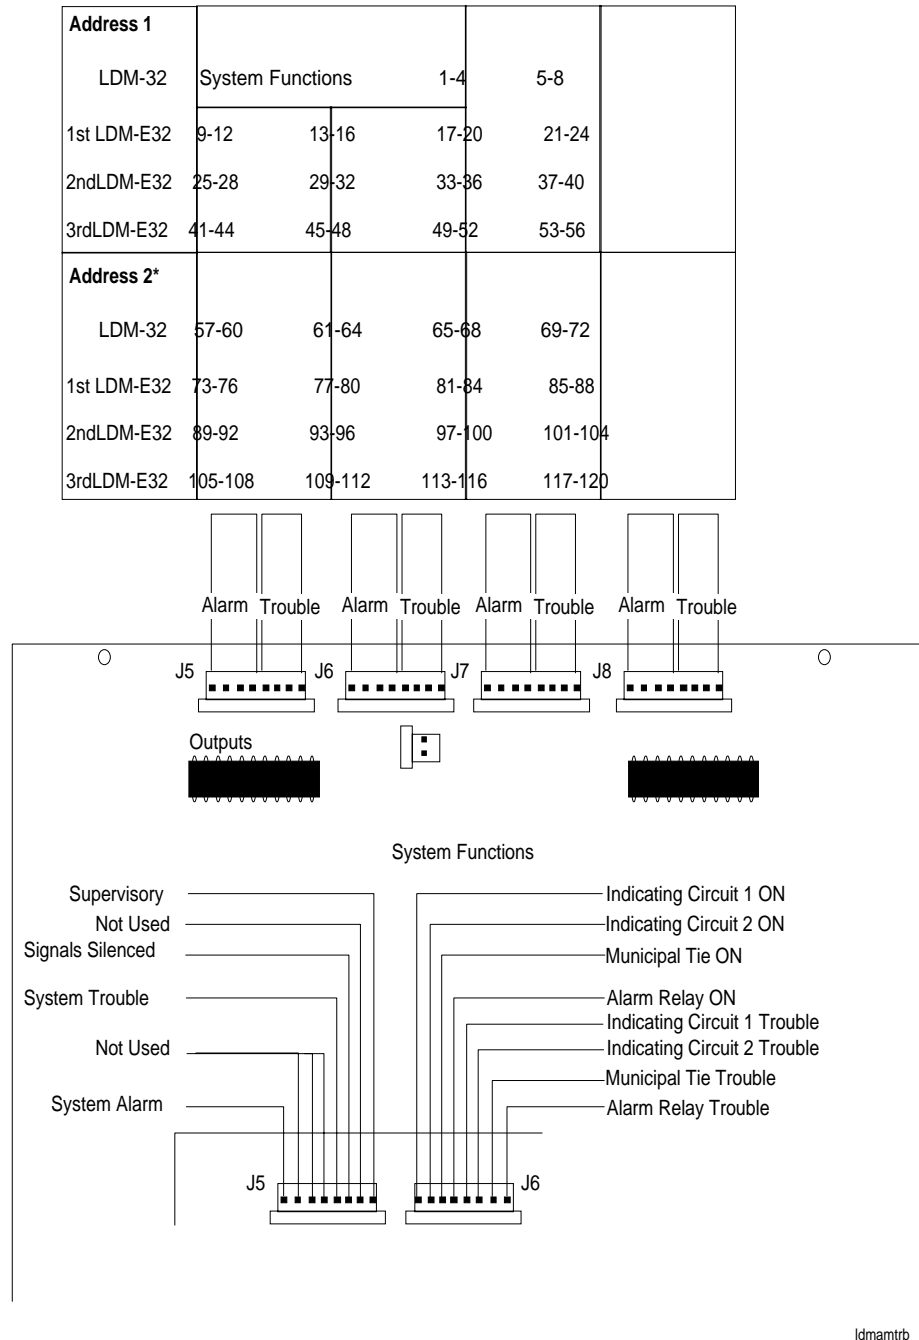 Address 1
LDM-32 System Functions 1-4 5-8
1st LDM-E32 9-12 13-16 17-20 21-24
2ndLDM-E32 25-28 29-32 33-36 37-40
3rdLDM-E32 41-44 45-48 49-52 53-56
Address 2*
LDM-32 57-60 61-64 65-68 69-72
1st LDM-E32 73-76 77-80 81-84 85-88
2ndLDM-E32 89-92 93-96 97-100 101-104
3rdLDM-E32 105-108 109-112 113-116 117-120
Alarm Trouble Alarm Trouble Alarm Trouble Alarm Trouble
J5 J6 J7 J8
Outputs
System Functions
Supervisory
Not Used
Signals Silenced
System Trouble
Not Used
System Alarm
Indicating Circuit 1 ON
Indicating Circuit 2 ON
Municipal Tie ON
Alarm Relay ON
Indicating Circuit 1 Trouble
Indicating Circuit 2 Trouble
Municipal Tie Trouble
Alarm Relay Trouble
J5 J6
ldmamtrb